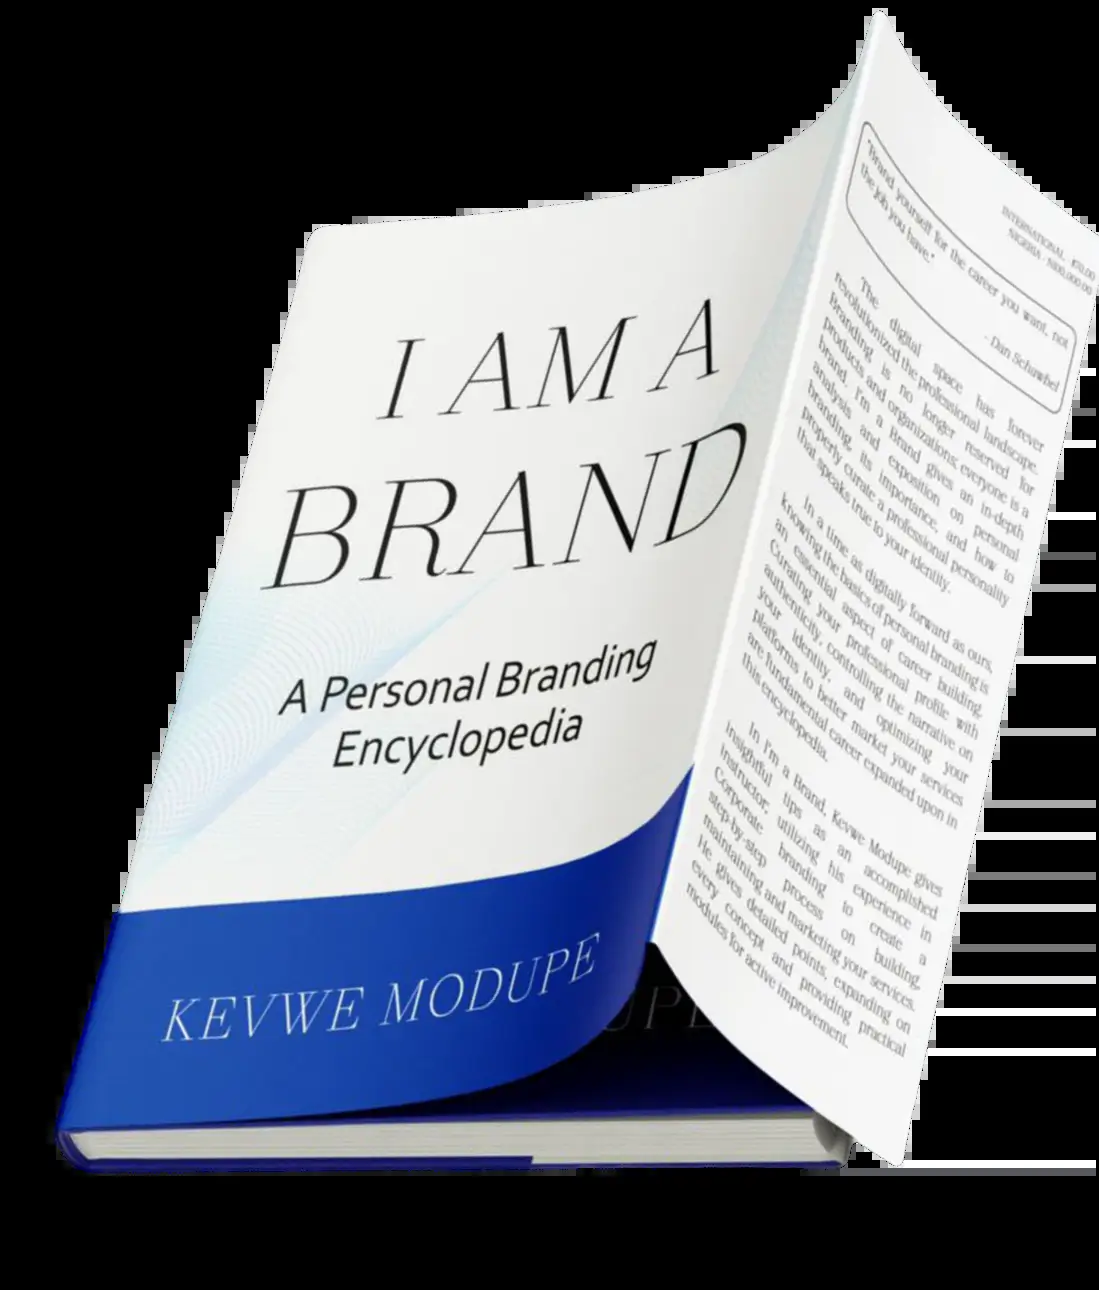 I AM A
BRAND
A Personal Branding
Encyclopedia
KEVWE MODUPE
UPE
INTERNATIONAL - $70.00
NIGERIA - N100,000.00
"Brand yourself for the career you want, not
the job you have."
- Dan Schawbel
The digital space has forever
revolutionized the professional landscape.
Branding is no longer reserved for
products and organizations; everyone is a
brand. I'm a Brand gives an in-depth
analysis and exposition on personal
branding, its importance, and how to
properly curate a professional personality
that speaks true to your identity.
In a time as digitally forward as ours,
knowing the basics of personal branding is
an essential aspect of career building.
Curating your professional profile with
authenticity, controlling the narrative on
your identity, and optimizing your
platforms to better market your services
are fundamental career expanded upon in
this encyclopedia.
In I'm a Brand, Kevwe Modupe gives
insightful tips as an accomplished
instructor; utilizing his experience in
Corporate branding to create a
step-by-step process on building,
maintaining and marketing your services.
He gives detailed points, expanding on
every concept and providing practical
modules for active improvement.